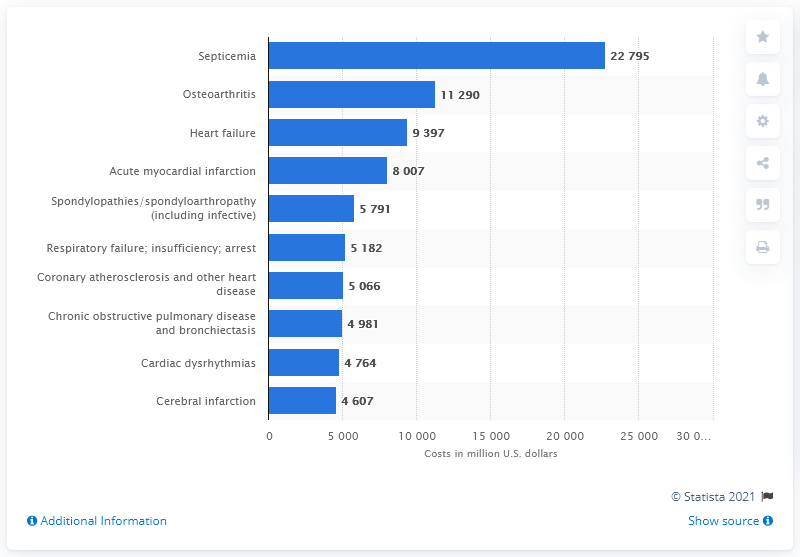 Septicemia 22 795
Osteoarthritis 11 290
Heart failure 9 397
Acute myocardial infarction 8 007
Spondylopathies/spondyloarthropathy
(including infective) 5 791
Respiratory failure; insufficiency; arrest 5 182
Coronary atherosclerosis and other heart
disease 5 066
Chronic obstructive pulmonary disease
and bronchiectasis 4 981
Cardiac dysrhythmias 4 764
Cerebral infarction 4 607
0 5 000 10 000 15 000 20 000 25 000 30 0...
Costs in million U.S. dollars
© Statista 2021
Additional Information
Show source